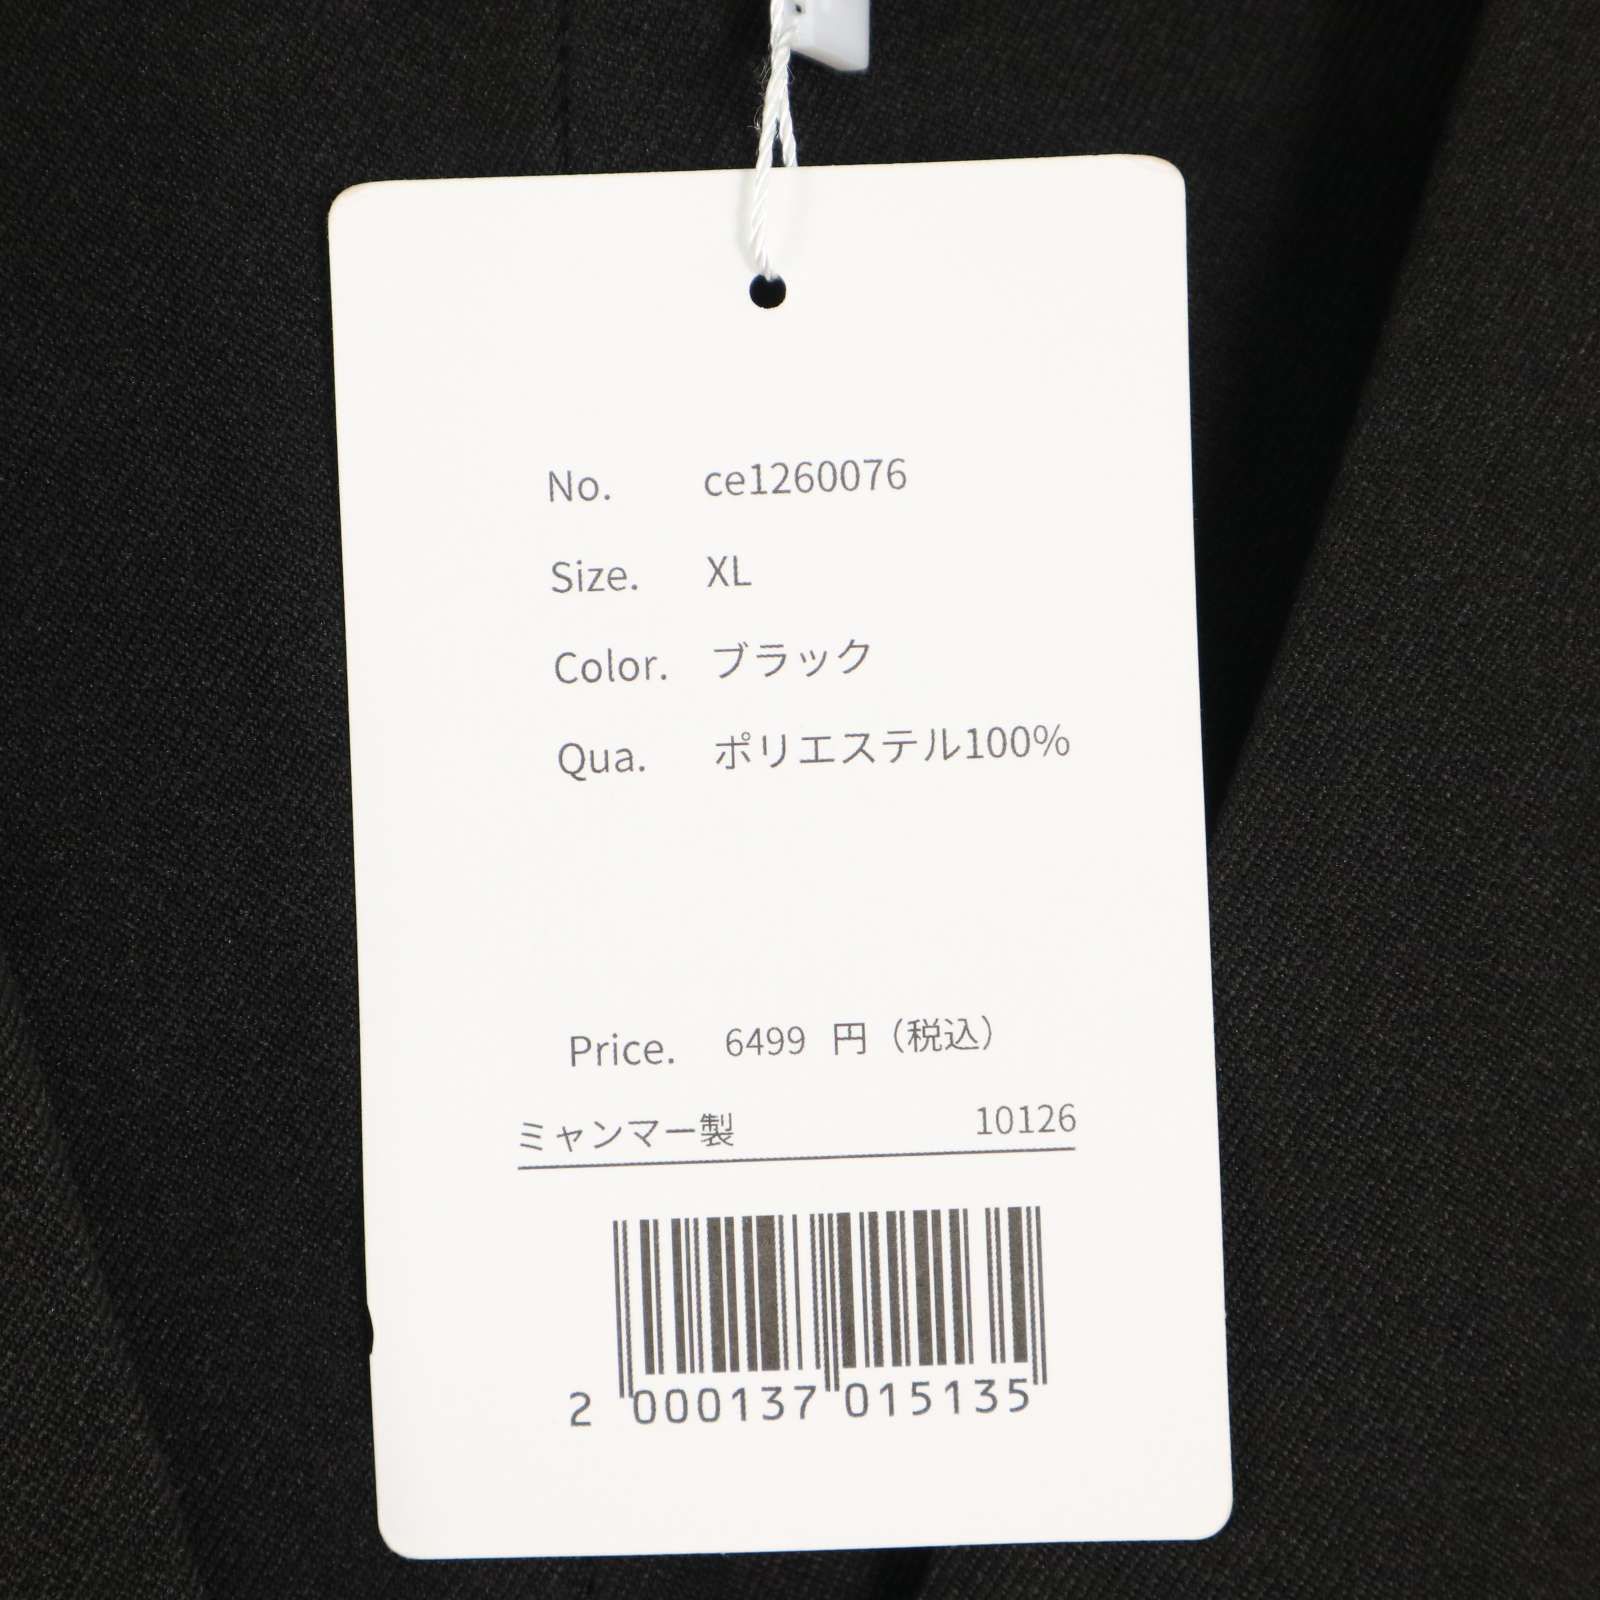 No. ce1260076
Size. XL
Color. ブラック
Qua. ポリエステル100%
Price. 6499 円（税込）
ミャンマー製 10126
2 000137 015135